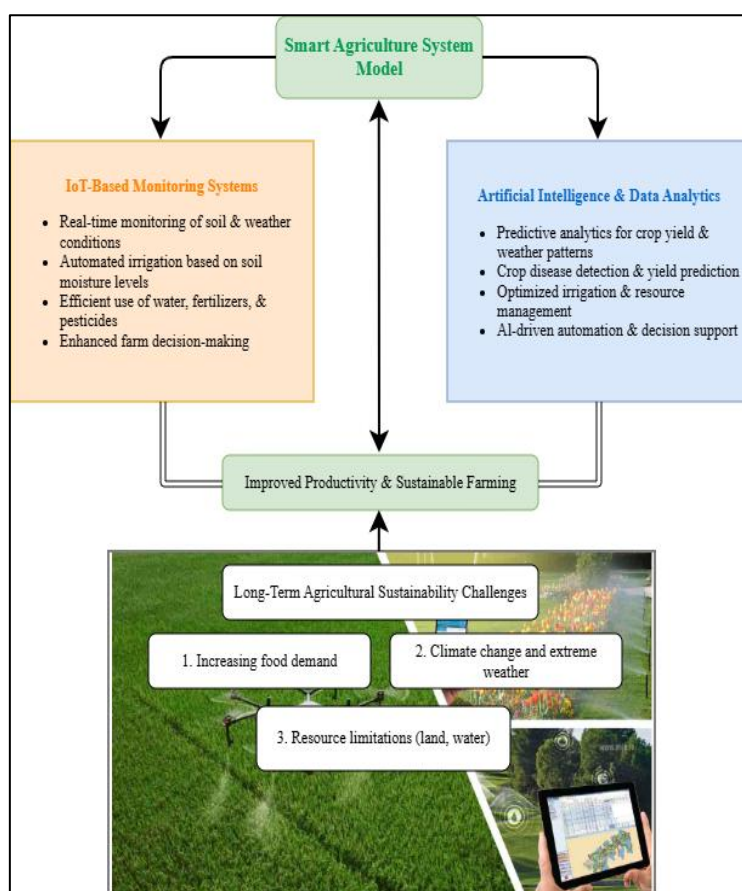 Smart Agriculture System
Model
IoT-Based Monitoring Systems
• Real-time monitoring of soil & weather
conditions
• Automated irrigation based on soil
moisture levels
• Efficient use of water, fertilizers, &
pesticides
• Enhanced farm decision-making
Artificial Intelligence & Data Analytics
• Predictive analytics for crop yield &
weather patterns
• Crop disease detection & yield prediction
• Optimized irrigation & resource
management
• AI-driven automation & decision support
Improved Productivity & Sustainable Farming
Long-Term Agricultural Sustainability Challenges
1. Increasing food demand
2. Climate change and extreme
weather
3. Resource limitations (land, water)